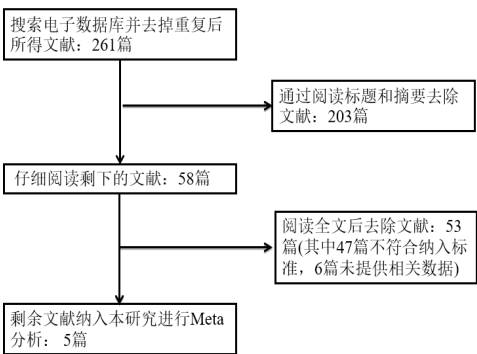 搜索电子数据库并去掉重复后
所得文献：261篇
通过阅读标题和摘要去除
文献：203篇
仔细阅读剩下的文献：58篇
阅读全文后去除文献：53
篇(其中47篇不符合纳入标
准，6篇未提供相关数据)
剩余文献纳入本研究进行Meta
分析： 5篇